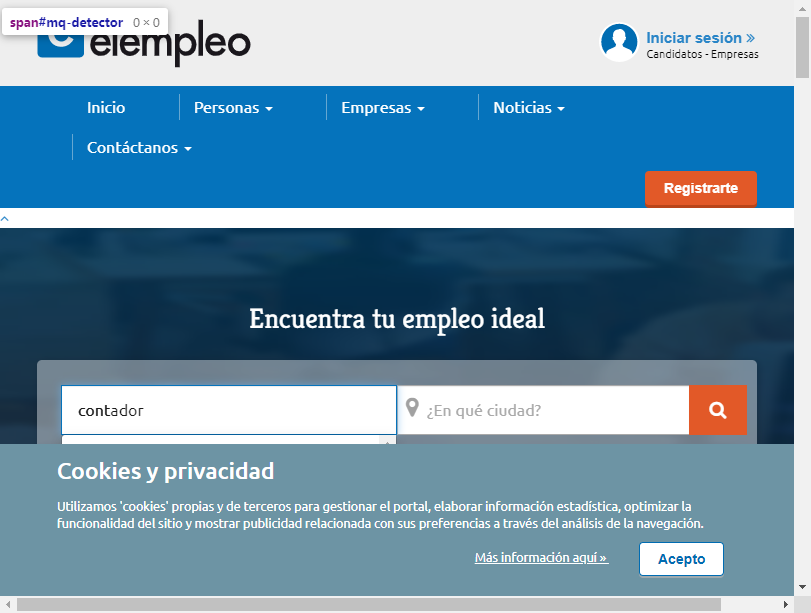 span#mq-detector 0 × 0
elempleo
Iniciar sesión »
Candidatos - Empresas
Inicio
Personas
Empresas
Noticias
Contáctanos
Registrarte
Encuentra tu empleo ideal
contador
¿En qué ciudad?
Cookies y privacidad
Utilizamos 'cookies' propias y de terceros para gestionar el portal, elaborar información estadística, optimizar la
funcionalidad del sitio y mostrar publicidad relacionada con sus preferencias a través del análisis de la navegación.
Más información aquí »
Acepto